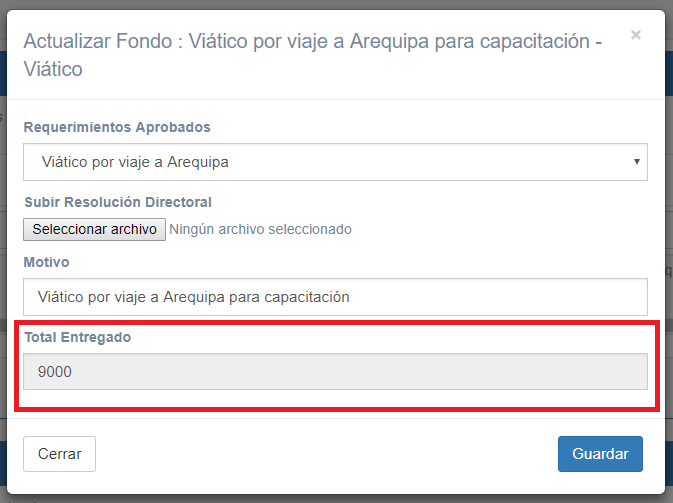 Actualizar Fondo : Viático por viaje a Arequipa para capacitación - ×
Viático
Requerimientos Aprobados
Viático por viaje a Arequipa
Subir Resolución Directoral
Seleccionar archivo Ningún archivo seleccionado
Motivo
Viático por viaje a Arequipa para capacitación
Total Entregado
9000
Cerrar Guardar